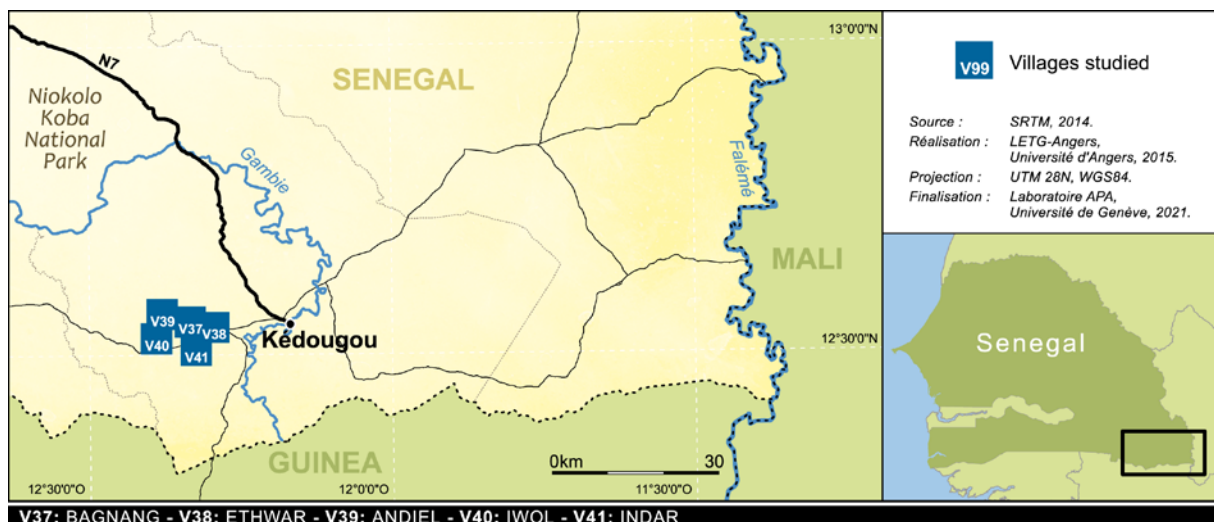 13°0'0"N
N7
SENEGAL
Niokolo
Koba
National
Park
Gambie
Falémé
MALI
V39
V37
V38
V40
V41
Kédougou
12°30'0"N
GUINEA
0km 30
12°30'0"O
12°0'0"O
11°30'0"O
V99 Villages studied
Source : SRTM, 2014.
Réalisation : LETG-Angers,
Université d'Angers, 2015.
Projection : UTM 28N, WGS84.
Finalisation : Laboratoire APA,
Université de Genève, 2021.
Senegal
V37: BAGNANG - V38: ETHWAR - V39: ANDIEL - V40: IWOL - V41: INDAR